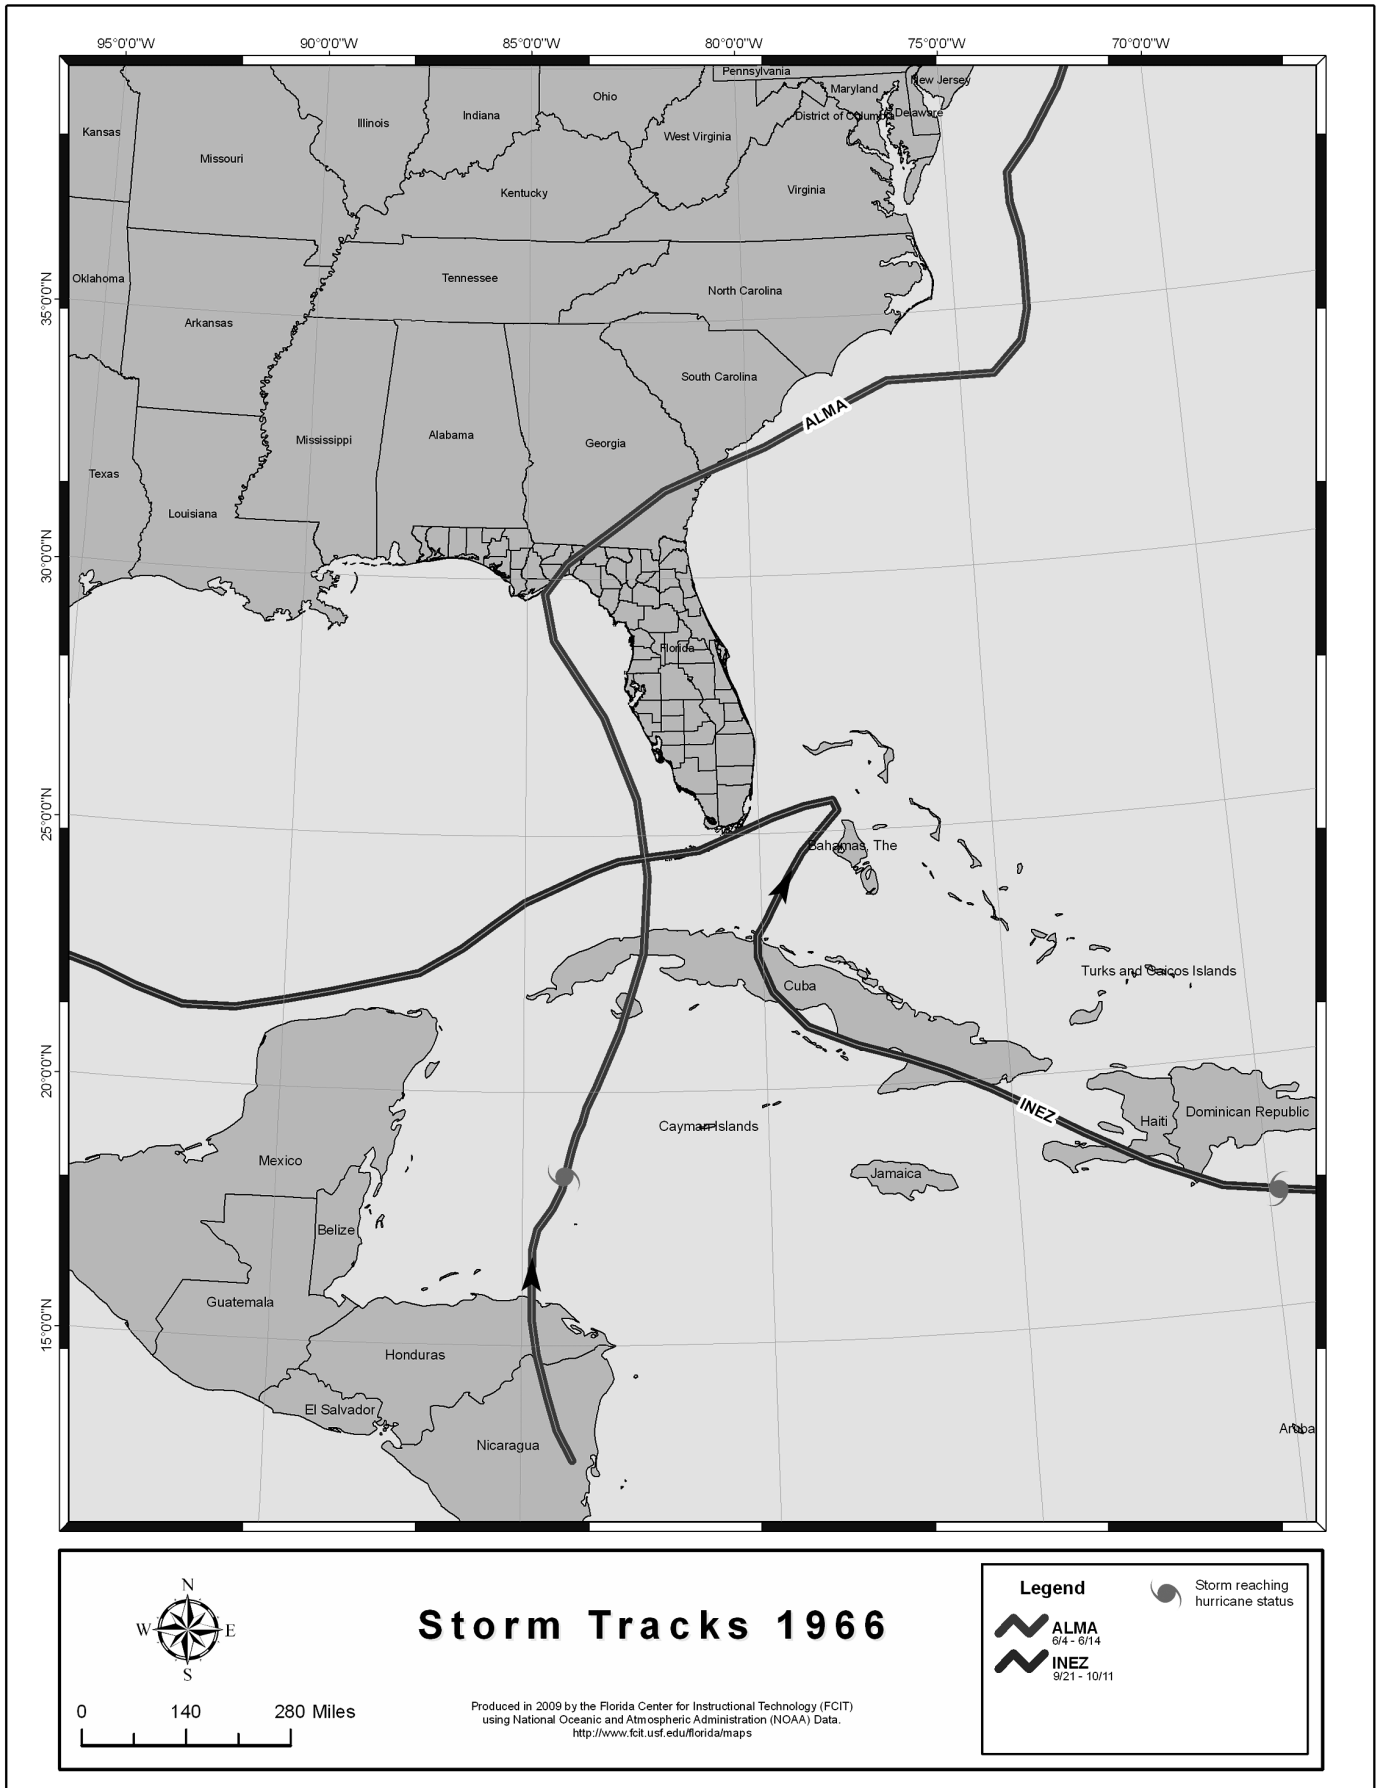 95°0'0"W 90°0'0"W 85°0'0"W 80°0'0"W 75°0'0"W 70°0'0"W
Pennsylvania
New Jersey
Maryland
Ohio
Delaware
Indiana
District of Columbia
Illinois
Kansas
West Virginia
Missouri
Virginia
Kentucky
Oklahoma
Tennessee
35°0'0"N
North Carolina
Arkansas
South Carolina
ALMA
Alabama
Mississippi
Georgia
Texas
Louisiana
30°0'0"N
Florida
25°0'0"N
Bahamas, The
Turks and Caicos Islands
Cuba
20°0'0"N
INEZ
Dominican Republic
Haiti
Cayman Islands
Mexico
Jamaica
Belize
Guatemala
15°0'0"N
Honduras
El Salvador
Aruba
Nicaragua
N
W E
S
0 140 280 Miles
Storm Tracks 1966
Produced in 2009 by the Florida Center for Instructional Technology (FCIT)
using National Oceanic and Atmospheric Administration (NOAA) Data.
http://www.fcit.usf.edu/florida/maps
Legend
ALMA
6/4 - 6/14
INEZ
9/21 - 10/11
Storm reaching
hurricane status